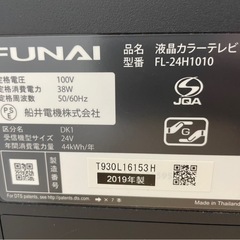 FUNAI
品名 液晶カラーテレビ
型番 FL-24H1010
定格電圧 100V
定格消費電力 38W
定格周波数 50/60Hz
船井電機株式会社
JQA
区分名 DK1
受信機型サイズ 24V
年間消費電力量 44kWh/年
T930L16153H
2019年製
Made in Thailand